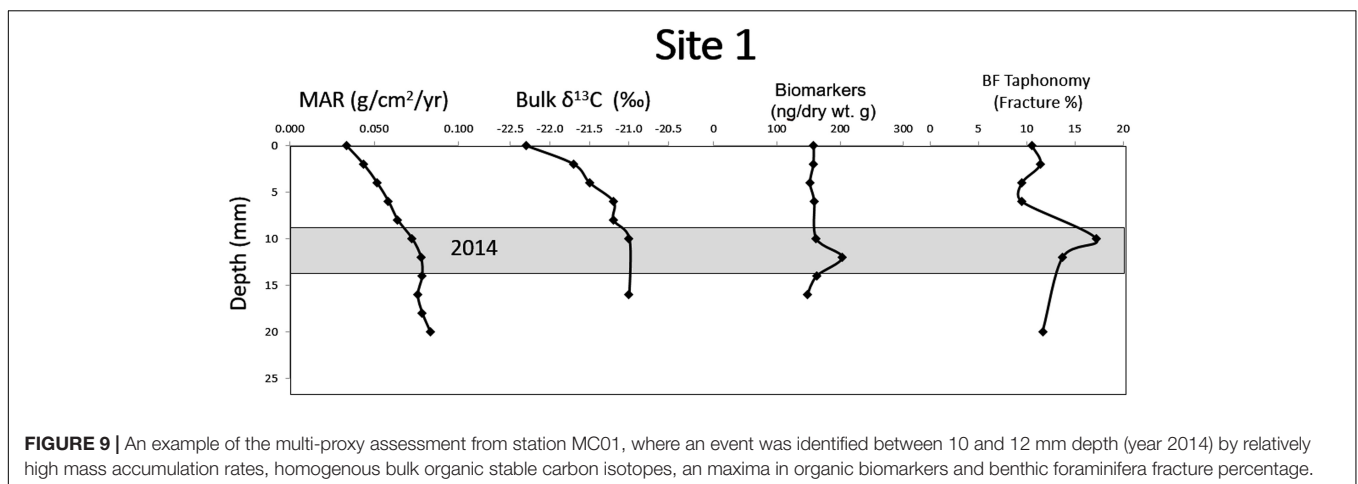 Site 1
MAR (g/cm²/yr) Bulk δ¹³C (‰) Biomarkers (ng/dry wt. g) BF Taphonomy (Fracture %)
0.000 0.050 0.100 -22.5 -22.0 -21.5 -21.0 -20.5 0 100 200 300 0 5 10 15 20
Depth (mm)
0
5
10
15
20
25
2014
FIGURE 9 | An example of the multi-proxy assessment from station MC01, where an event was identified between 10 and 12 mm depth (year 2014) by relatively
high mass accumulation rates, homogenous bulk organic stable carbon isotopes, an maxima in organic biomarkers and benthic foraminifera fracture percentage.